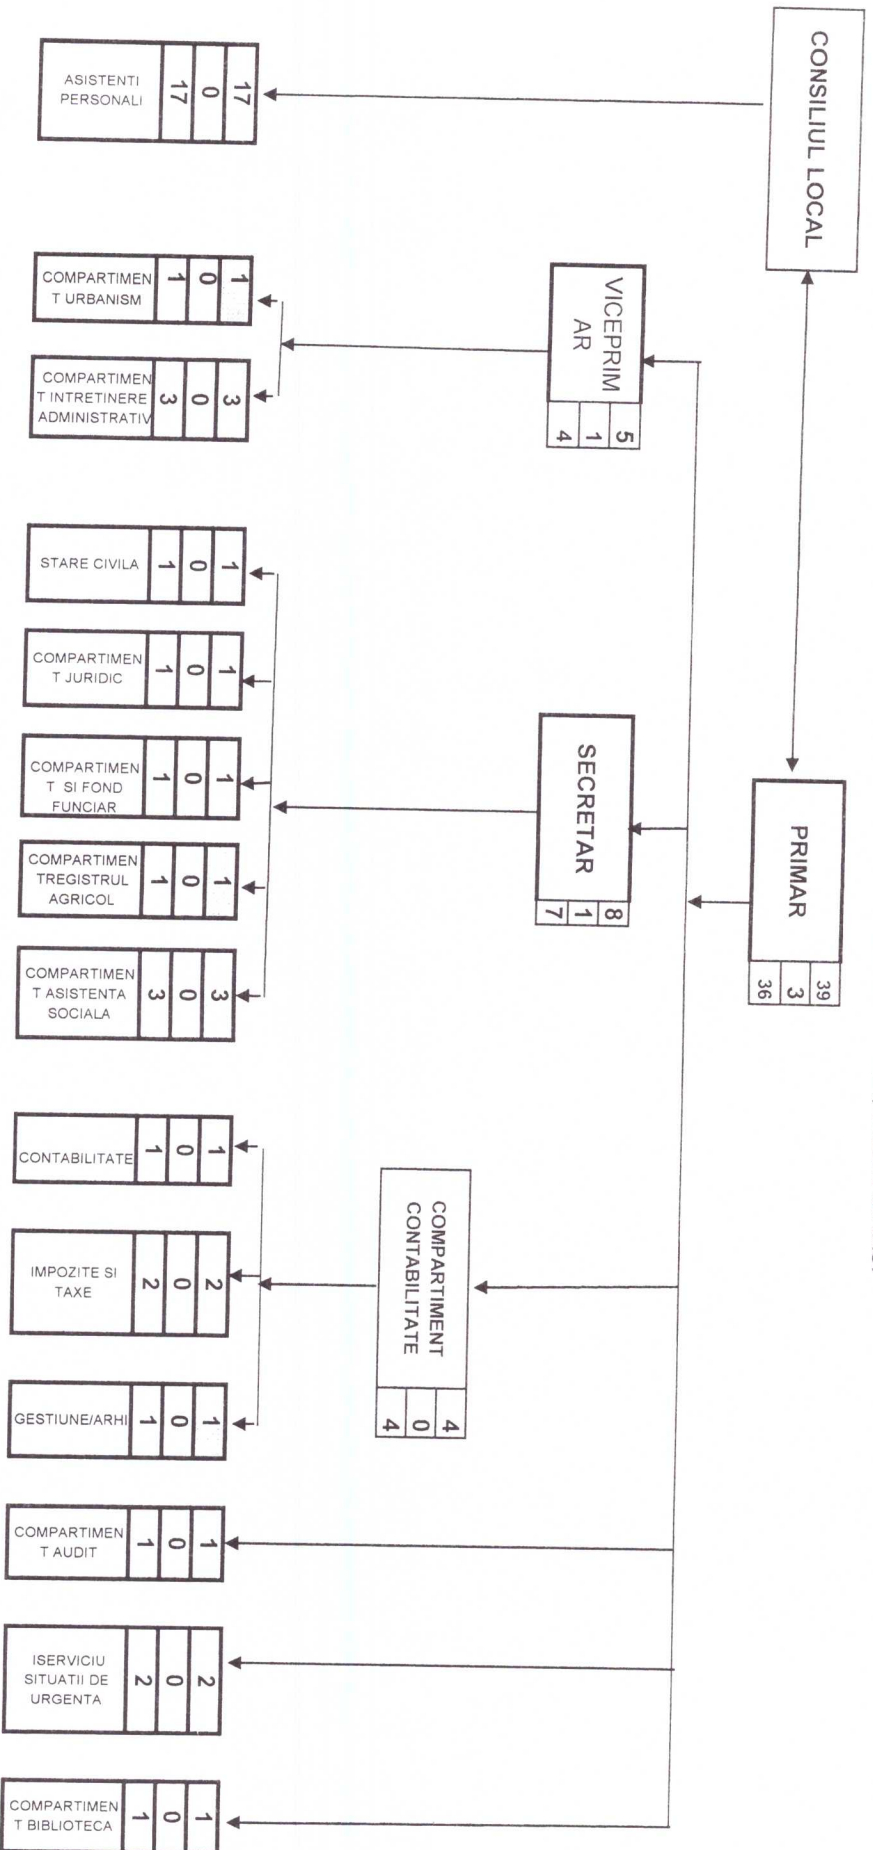 CONSILIUL LOCAL
PRIMAR
39
3
36
VICEPRIM
AR
5
1
4
SECRETAR
8
1
7
COMPARTIMENT
CONTABILITATE
4
0
4
ASISTENTI
PERSONALI
17
0
17
COMPARTIMEN
T URBANISM
1
0
1
COMPARTIMEN
T INTRETINERE
ADMINISTRATIV
3
0
3
STARE CIVILA
1
0
1
COMPARTIMEN
T JURIDIC
1
0
1
COMPARTIMEN
T SI FOND
FUNCIAR
1
0
1
COMPARTIMEN
TREGISTRUL
AGRICOL
1
0
1
COMPARTIMEN
T ASISTENTA
SOCIALA
3
0
3
CONTABILITATE
1
0
1
IMPOZITE SI
TAXE
2
0
2
GESTIUNE/ARHI
1
0
1
COMPARTIMEN
T AUDIT
1
0
1
ISERVICIU
SITUATII DE
URGENTA
2
0
2
COMPARTIMEN
T BIBLIOTECA
1
0
1